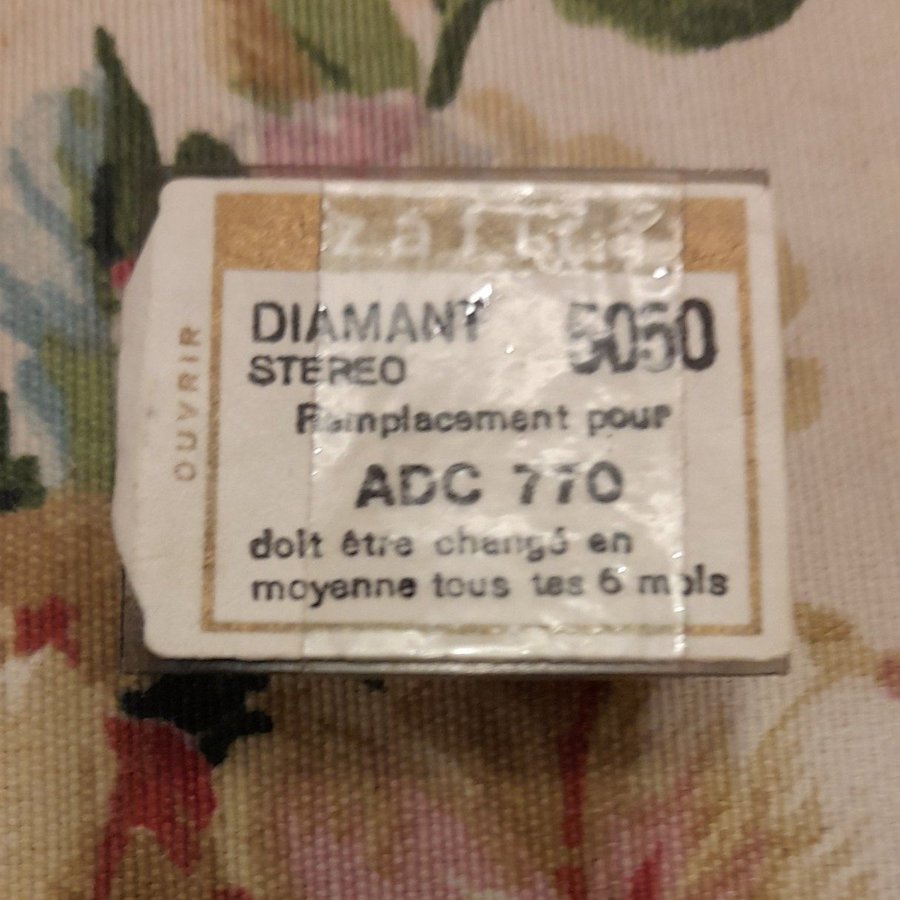 DIAMANT 5050
STEREO
Remplacement pour
ADC 770
doit être changé en
moyenne tous les 6 mois
OUVRIR